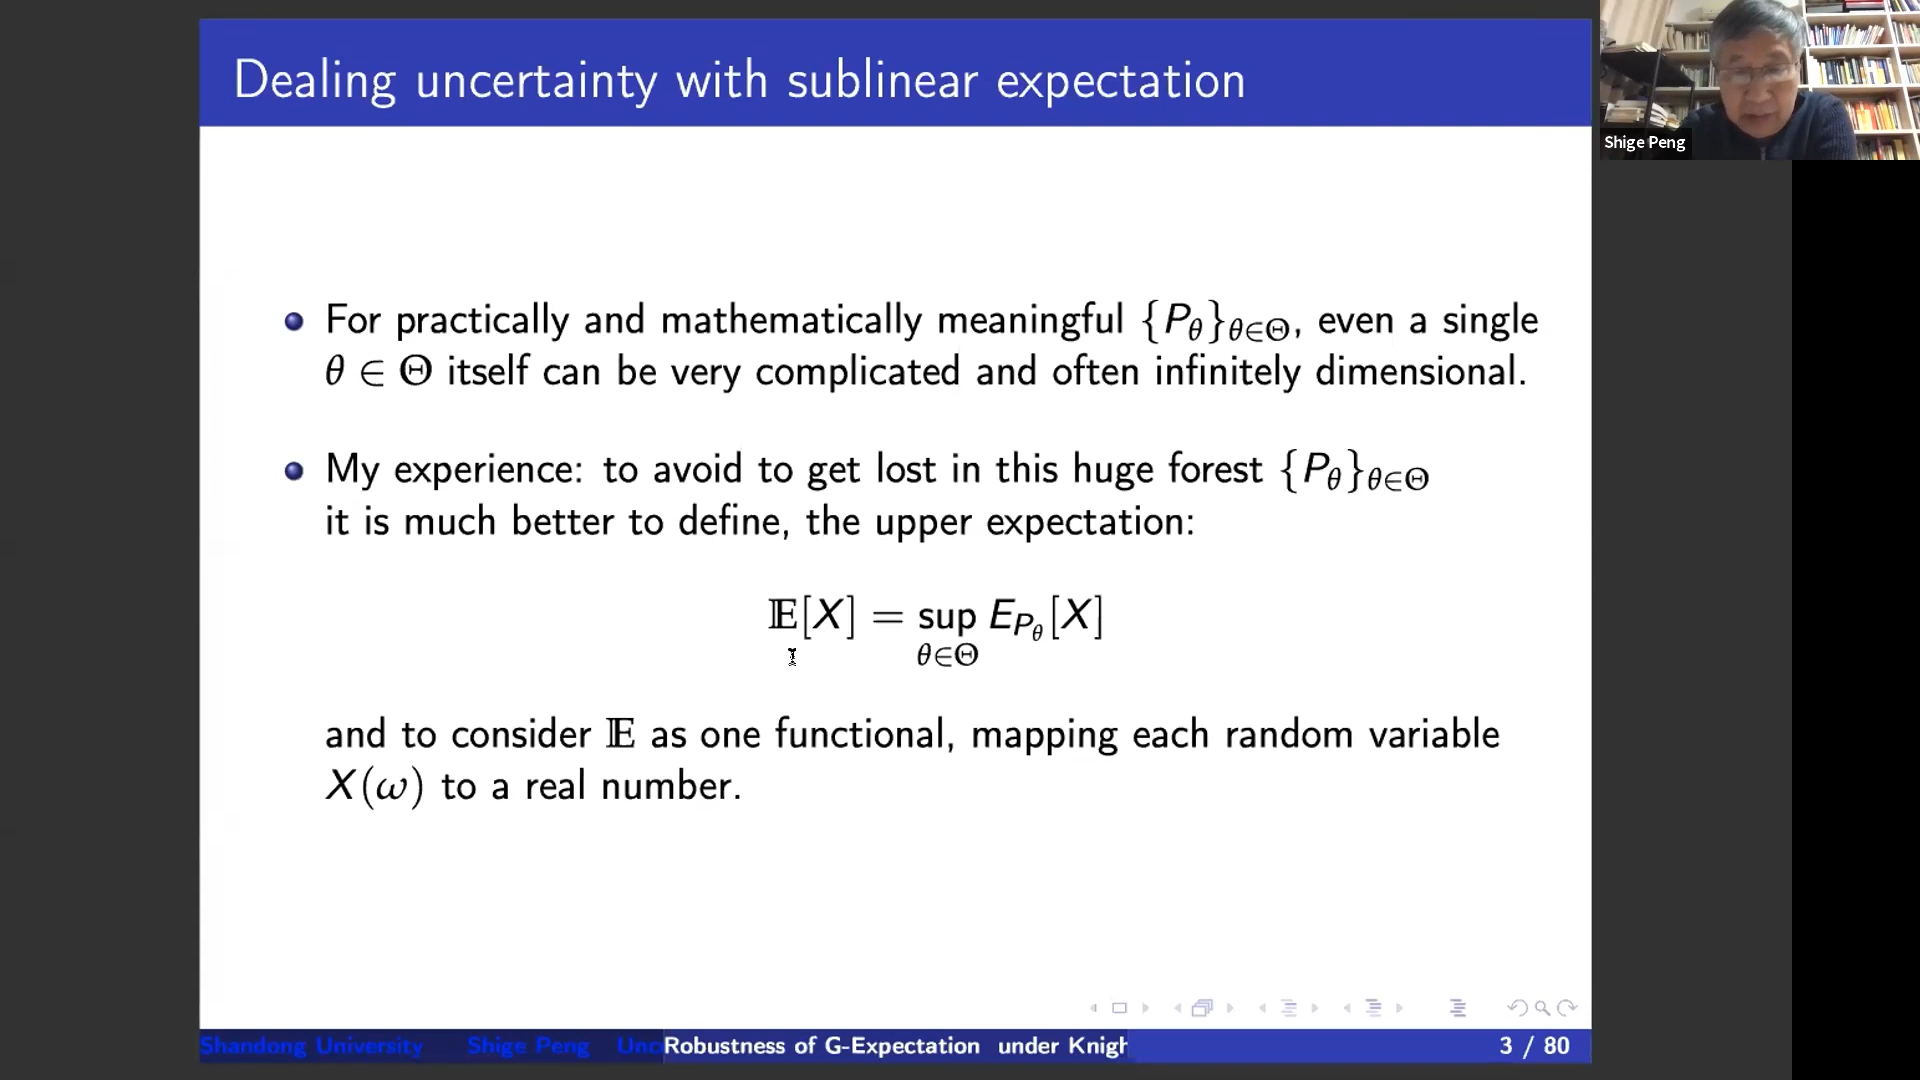 Dealing uncertainty with sublinear expectation
Shige Peng
For practically and mathematically meaningful {P_θ}_{θ∈Θ}, even a single
θ ∈ Θ itself can be very complicated and often infinitely dimensional.
My experience: to avoid to get lost in this huge forest {P_θ}_{θ∈Θ}
it is much better to define, the upper expectation:
𝔼[X] = sup_{θ∈Θ} E_{P_θ}[X]
and to consider 𝔼 as one functional, mapping each random variable
X(ω) to a real number.
Shandong University Shige Peng Unc Robustness of G-Expectation under Knigh 3 / 80